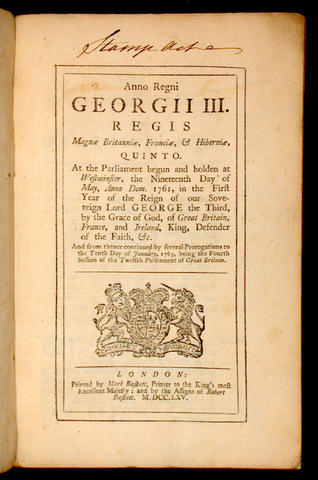 Stamp Act
Anno Regni
GEORGII III.
REGIS
Magnæ Britanniæ, Franciæ, & Hiberniæ,
QUINTO.
At the Parliament begun and holden at
Westminster, the Nineteenth Day of
May, Anno Dom. 1761, in the First
Year of the Reign of our Sove-
reign Lord GEORGE the Third,
by the Grace of God, of Great Britain,
France, and Ireland, King, Defender
of the Faith, &c.
And from thence continued by several Prorogations to
the Tenth Day of January, 1765, being the Fourth
Session of the Twelfth Parliament of Great Britain.
DIEU ET MON DROIT
LONDON:
Printed by Mark Baskett, Printer to the King's most
Excellent Majesty; and by the Assigns of Robert
Baskett. M.DCC.LXV.